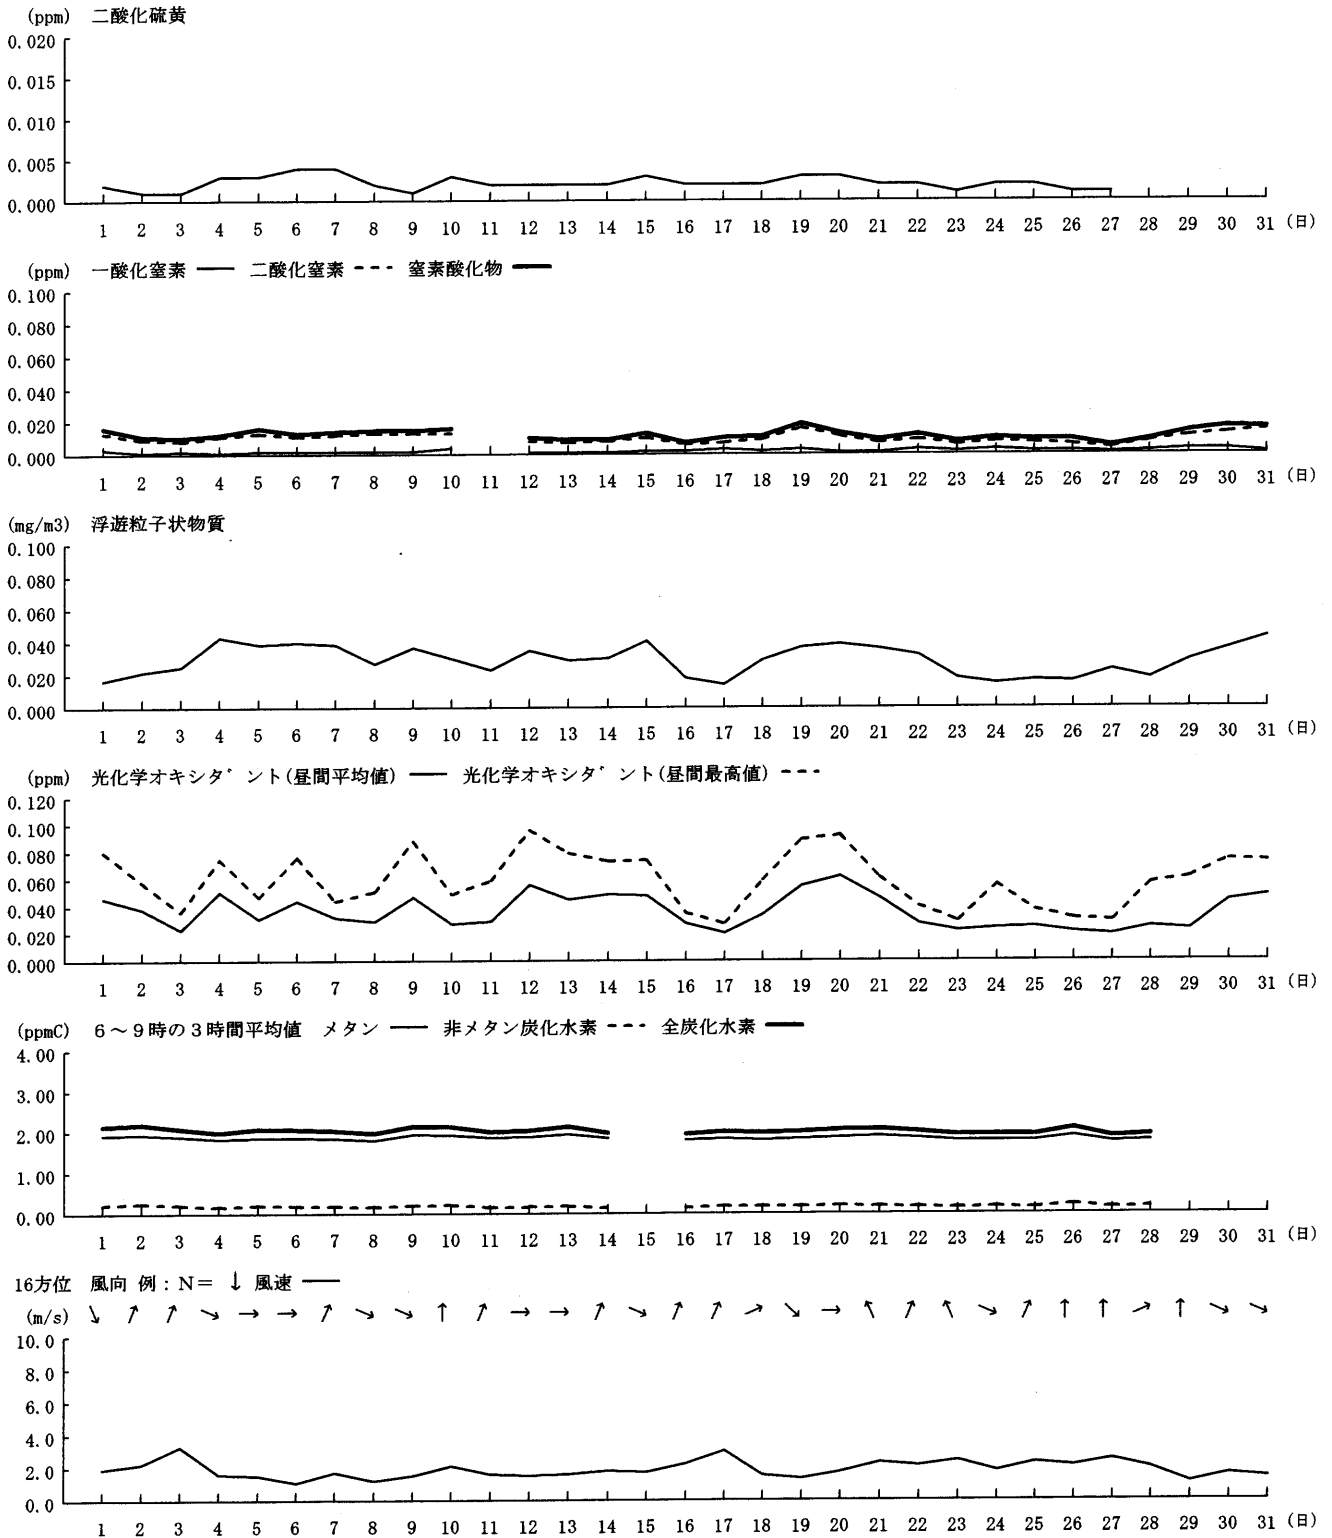 (ppm) 二酸化硫黄
0.020
0.015
0.010
0.005
0.000
1 2 3 4 5 6 7 8 9 10 11 12 13 14 15 16 17 18 19 20 21 22 23 24 25 26 27 28 29 30 31 (日)
(ppm) 一酸化窒素 二酸化窒素 窒素酸化物
0.100
0.080
0.060
0.040
0.020
0.000
1 2 3 4 5 6 7 8 9 10 11 12 13 14 15 16 17 18 19 20 21 22 23 24 25 26 27 28 29 30 31 (日)
(mg/m3) 浮遊粒子状物質
0.100
0.080
0.060
0.040
0.020
0.000
1 2 3 4 5 6 7 8 9 10 11 12 13 14 15 16 17 18 19 20 21 22 23 24 25 26 27 28 29 30 31 (日)
(ppm) 光化学オキシダント(昼間平均値) 光化学オキシダント(昼間最高値)
0.120
0.100
0.080
0.060
0.040
0.020
0.000
1 2 3 4 5 6 7 8 9 10 11 12 13 14 15 16 17 18 19 20 21 22 23 24 25 26 27 28 29 30 31 (日)
(ppmC) 6～9時の3時間平均値 メタン 非メタン炭化水素 全炭化水素
4.00
3.00
2.00
1.00
0.00
1 2 3 4 5 6 7 8 9 10 11 12 13 14 15 16 17 18 19 20 21 22 23 24 25 26 27 28 29 30 31 (日)
16方位 風向 例：N＝ ↓ 風速
(m/s) ↘ ↗ ↗ ↘ → → ↗ ↘ ↘ ↑ ↗ → → ↗ ↘ ↗ ↗ ↗ ↘ → ↖ ↗ ↖ ↘ ↗ ↑ ↑ ↗ ↑ ↘ ↘
10.0
8.0
6.0
4.0
2.0
0.0
1 2 3 4 5 6 7 8 9 10 11 12 13 14 15 16 17 18 19 20 21 22 23 24 25 26 27 28 29 30 31 (日)